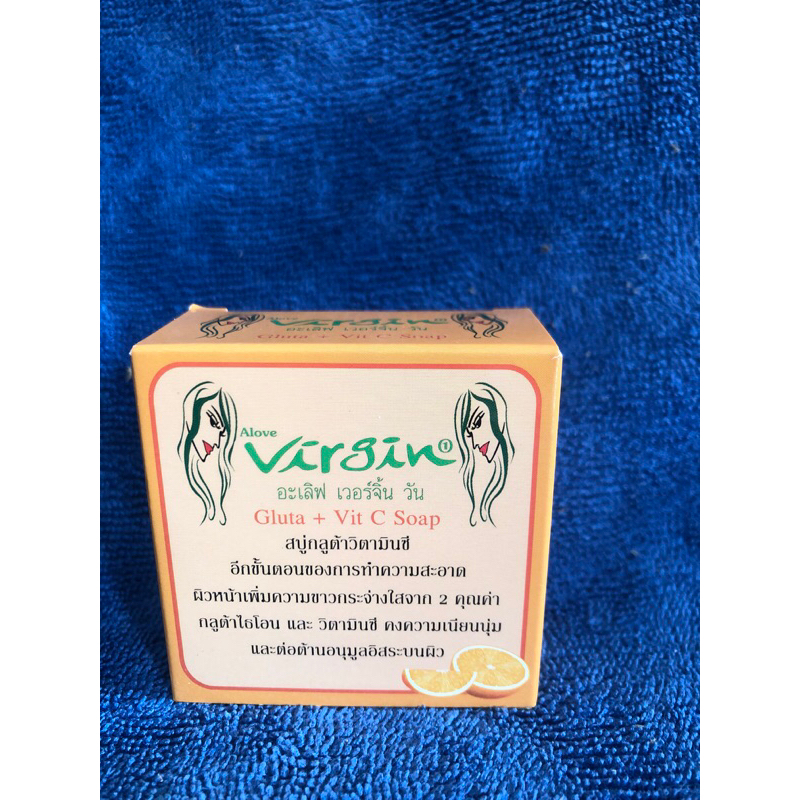 Alove
Virgin
อะเลิฟ เวอร์จิ้น วัน
Gluta + Vit C Soap
Alove
Virgin ①
อะเลิฟ เวอร์จิ้น วัน
Gluta + Vit C Soap
สบู่กลูต้าวิตามินซี
อีกขั้นตอนของการทำความสะอาด
ผิวหน้าเพิ่มความขาวกระจ่างใสจาก 2 คุณค่า
กลูต้าไธโอน และ วิตามินซี คงความเนียนนุ่ม
และต่อต้านอนุมูลอิสระบนผิว